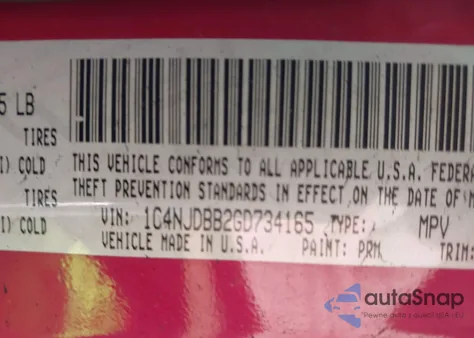 5 LB
TIRES
I) COLD THIS VEHICLE CONFORMS TO ALL APPLICABLE U.S.A. FEDERA
TIRES THEFT PREVENTION STANDARDS IN EFFECT ON THE DATE OF
I) COLD VIN: 1C4NJDBB2GD734165 TYPE: MPV
VEHICLE MADE IN U.S.A. PAINT: PRM TRIM:
autoSnap